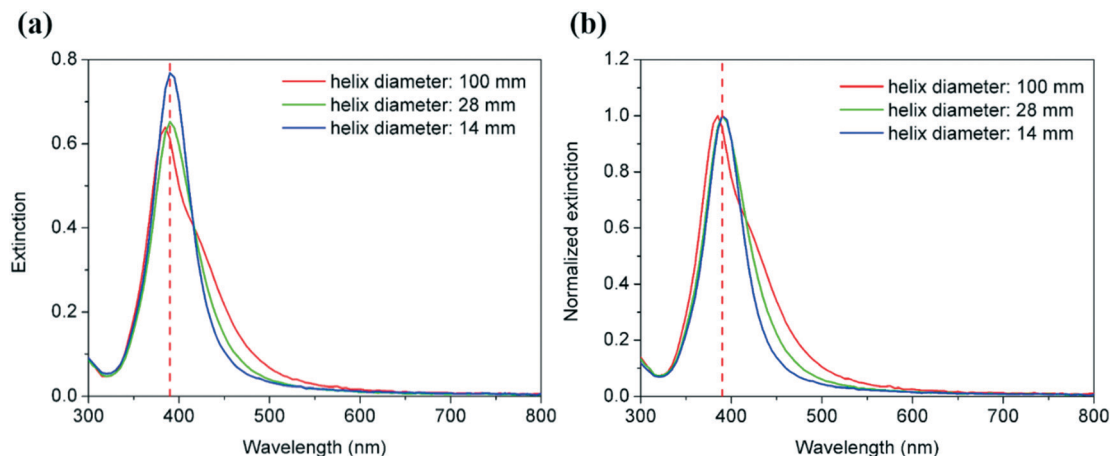 (a)
0.8
0.6
0.4
0.2
0.0
Extinction
helix diameter: 100 mm
helix diameter: 28 mm
helix diameter: 14 mm
300 400 500 600 700 800
Wavelength (nm)
(b)
1.2
1.0
0.8
0.6
0.4
0.2
0.0
Normalized extinction
helix diameter: 100 mm
helix diameter: 28 mm
helix diameter: 14 mm
300 400 500 600 700 800
Wavelength (nm)